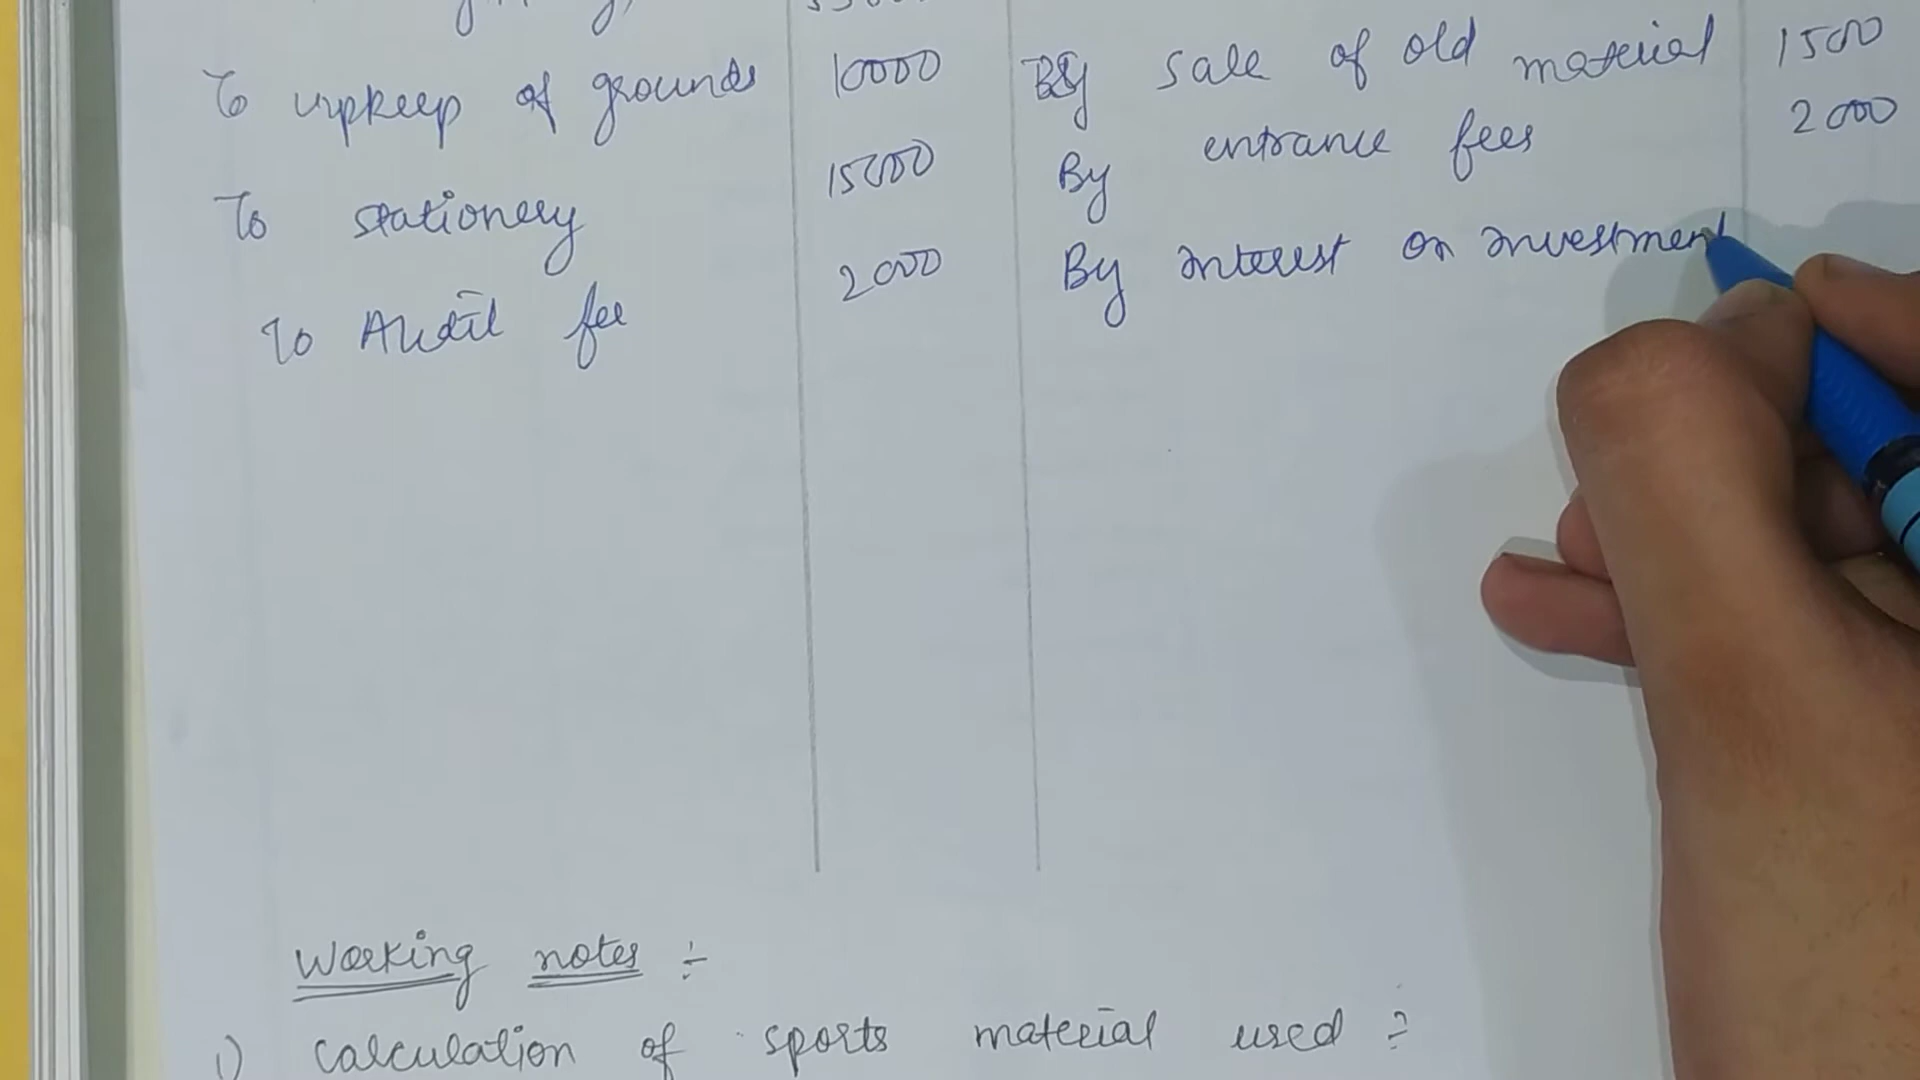 To upkeep of grounds 10000 By sale of old material 1500
To stationery 15000 By entrance fees 2000
To Audit fee 2000 By interest on investment
Working notes :-
1) calculation of sports material used :-